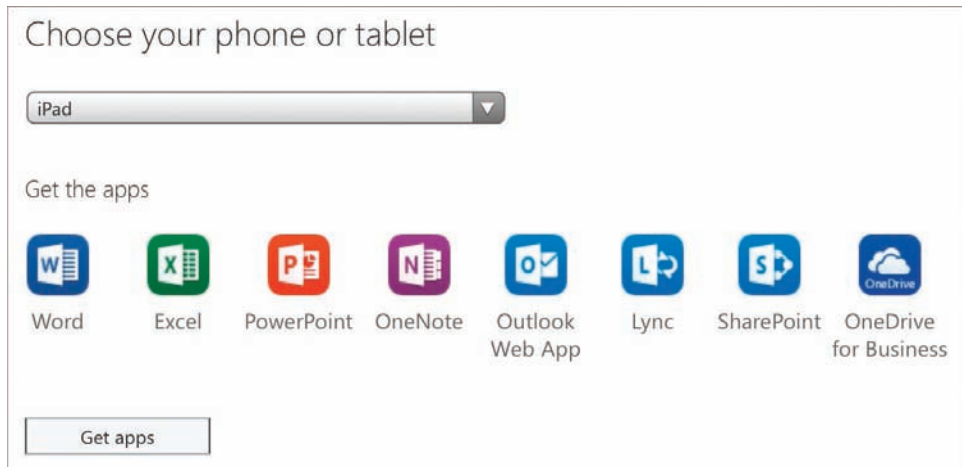 Choose your phone or tablet
iPad
Get the apps
W X P N O L S OneDrive
Word Excel PowerPoint OneNote Outlook Web App Lync SharePoint OneDrive for Business
Get apps